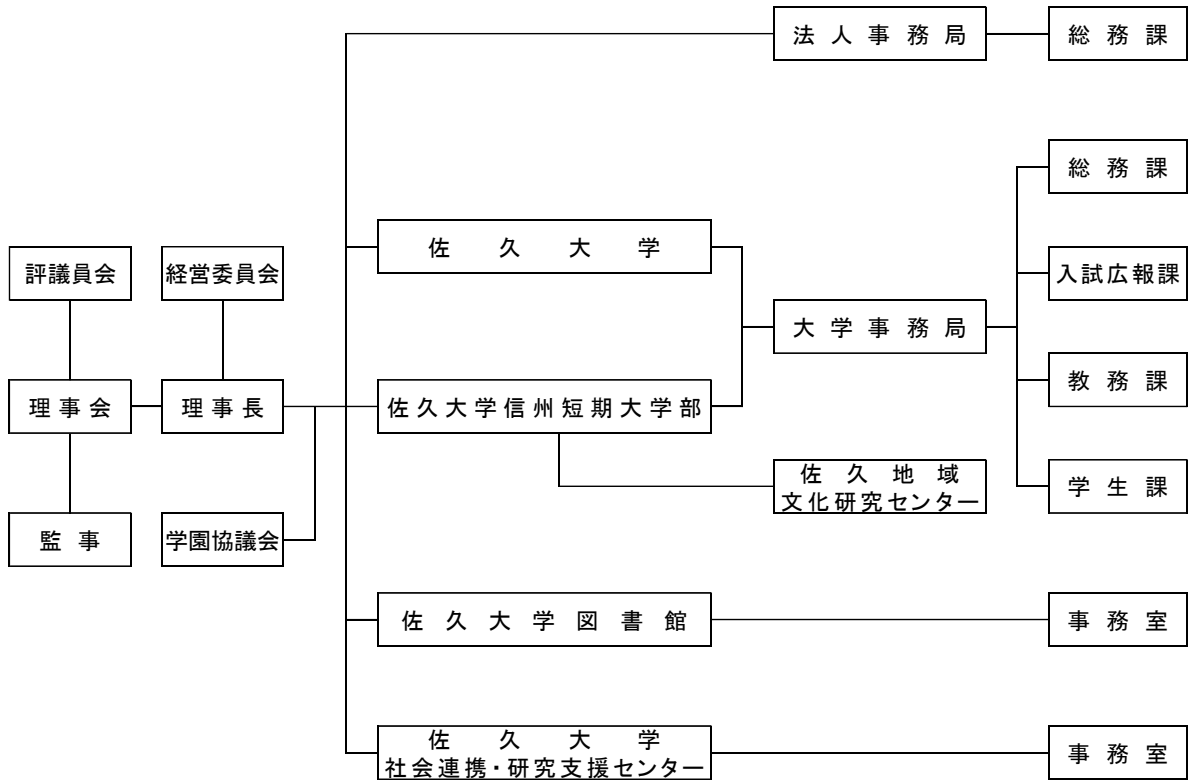 法人事務局
総務課
総務課
佐久大学
評議員会
経営委員会
入試広報課
大学事務局
理事会
理事長
佐久大学信州短期大学部
教務課
佐久地域
文化研究センター
学生課
監事
学園協議会
佐久大学図書館
事務室
佐久大学
社会連携・研究支援センター
事務室